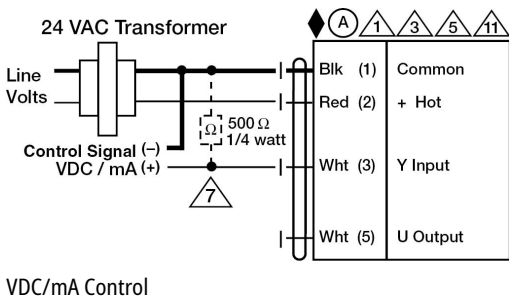 24 VAC Transformer
A 1 3 5 11
Line
Volts
Blk (1) Common
Red (2) + Hot
Ω 500 Ω
1/4 watt
Control Signal (–)
VDC / mA (+)
Wht (3) Y Input
7
Wht (5) U Output
VDC/mA Control